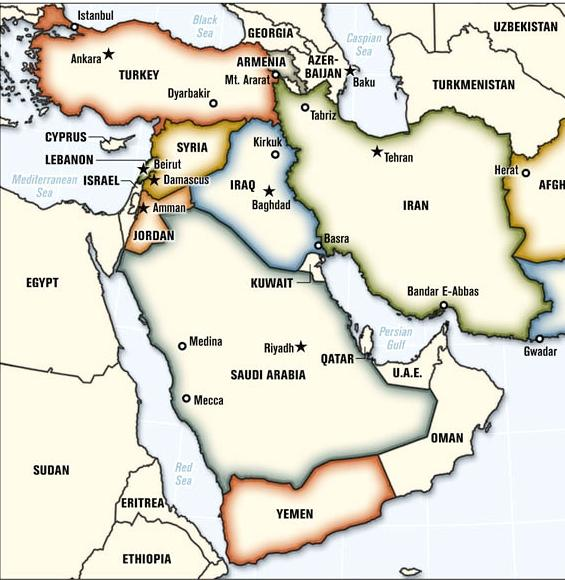 Istanbul
Black
Sea
GEORGIA
Caspian
Sea
UZBEKISTAN
Ankara
TURKEY
ARMENIA
Mt. Ararat
AZER-
BAIJAN
Baku
TURKMENISTAN
Dyarbakir
Tabriz
CYPRUS
SYRIA
Kirkuk
Tehran
LEBANON
Beirut
Mediterranean
Sea
ISRAEL
Damascus
IRAQ
Herat
AFGH
Baghdad
IRAN
Amman
JORDAN
Basra
EGYPT
KUWAIT
Bandar E-Abbas
Medina
Riyadh
Persian
Gulf
Gwadar
QATAR
U.A.E.
SAUDI ARABIA
Mecca
OMAN
SUDAN
Red
Sea
ERITREA
YEMEN
ETHIOPIA